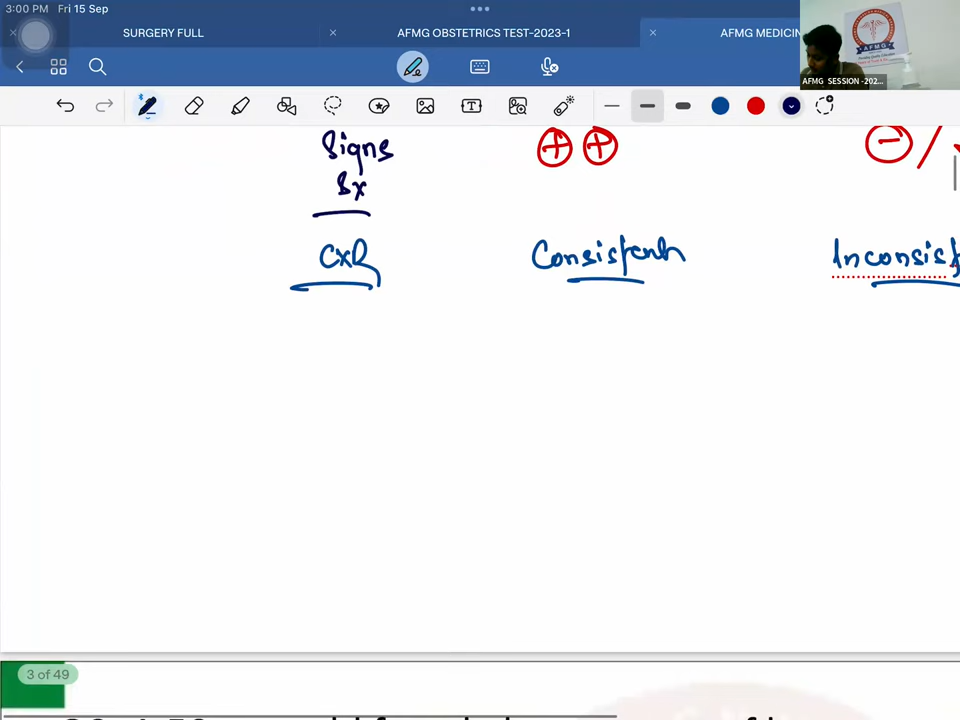 3:00 PM Fri 15 Sep
SURGERY FULL
AFMG OBSTETRICS TEST-2023-1
AFMG MEDICIN
AFMG
AFMG SESSION -202...
Signs + + - /
Sx
CXR Consistent Inconsist
3 of 49